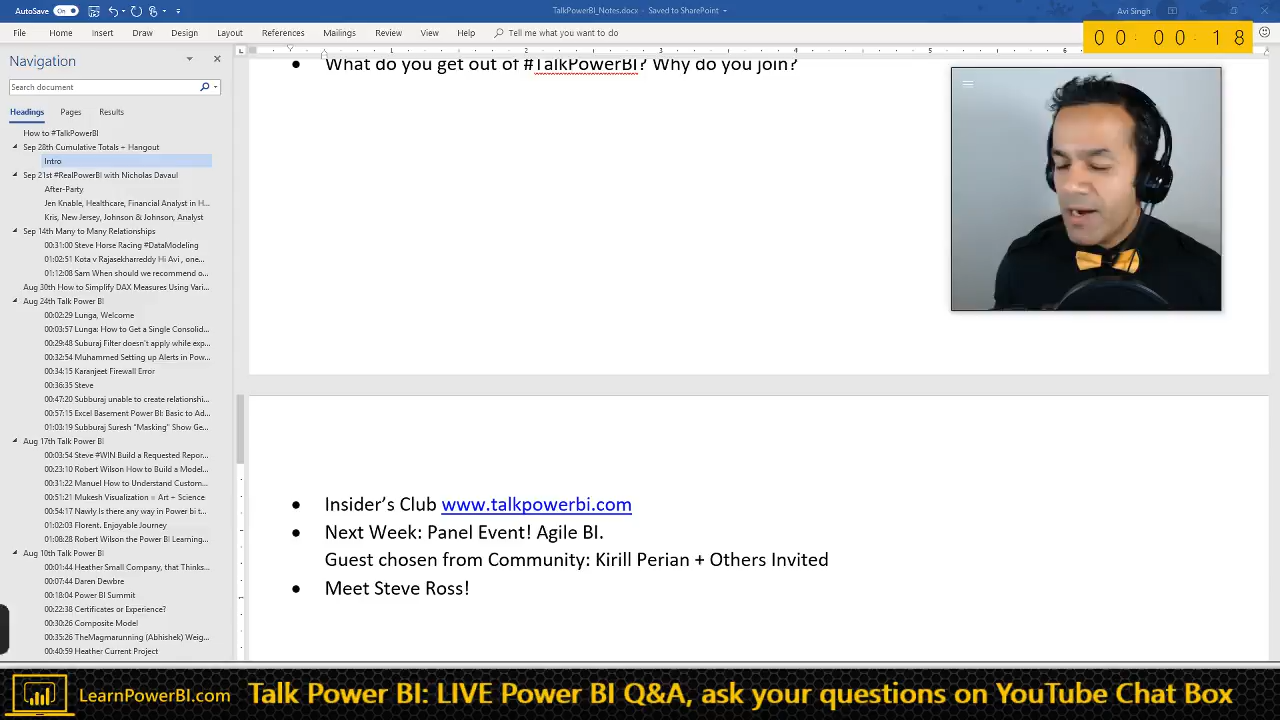 AutoSave On
TalkPowerBI_Notes.docx - Saved to SharePoint
Avi Singh
File Home Insert Draw Design Layout References Mailings Review View Help Tell me what you want to do
00:00:18
Navigation
Search document
Headings Pages Results
How to #TalkPowerBI
Sep 28th Cumulative Totals + Hangout
Intro
Sep 21st #RealPowerBI with Nicholas Davaul
After-Party
Jen Knable, Healthcare, Financial Analyst in H...
Kris, New Jersey, Johnson & Johnson, Analyst
Sep 14th Many to Many Relationships
00:31:00 Steve Horse Racing #DataModeling
01:02:51 Kota v Rajasekharreddy Hi Avi , one...
01:12:08 Sam When should we recommend o...
Aug 30th How to Simplify DAX Measures Using Vari...
Aug 24th Talk Power BI
00:02:29 Lunga, Welcome
00:03:57 Lunga: How to Get a Single Consolid...
00:29:48 Suburaj Filter doesn't apply while exp...
00:32:54 Muhammed Setting up Alerts in Pow...
00:34:15 Karanjeet Firewall Error
00:36:35 Steve
00:47:20 Subburaj unable to create relationshi...
00:57:15 Excel Basement Power BI: Basic to Ad...
01:03:19 Subburaj Suresh "Masking" Show Ge...
Aug 17th Talk Power BI
00:03:54 Steve #WIN Build a Requested Repor...
00:23:10 Robert Wilson How to Build a Model...
00:31:22 Manuel How to Understand Custom...
00:51:21 Mukesh Visualization = Art + Science
00:54:17 Nawly Is there any way in Power bi t...
01:02:03 Florent. Enjoyable Journey
01:08:28 Robert Wilson the Power BI Learning...
Aug 10th Talk Power BI
00:01:44 Heather Small Company, that Thinks...
00:07:44 Daren Dewbre
00:18:04 Power BI Summit
00:22:38 Certificates or Experience?
00:30:26 Composite Model
00:35:26 TheMagmarunning (Abhishek) Weig...
00:40:59 Heather Current Project
• What do you get out of #TalkPowerBI? Why do you join?
• Insider’s Club www.talkpowerbi.com
• Next Week: Panel Event! Agile BI.
Guest chosen from Community: Kirill Perian + Others Invited
• Meet Steve Ross!
LearnPowerBI.com
Talk Power BI: LIVE Power BI Q&A, ask your questions on YouTube Chat Box